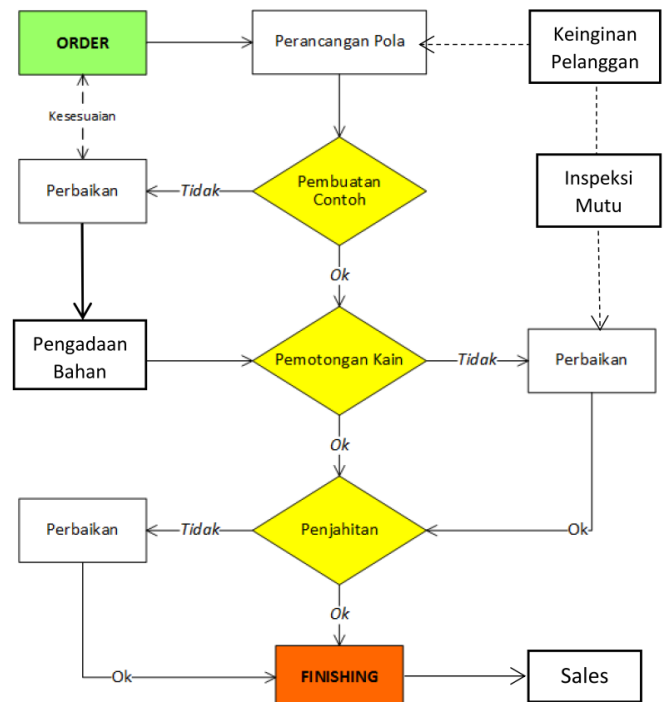 ORDER
Perancangan Pola
Keinginan
Pelanggan
Kesesuaian
Perbaikan
Tidak
Pembuatan
Contoh
Inspeksi
Mutu
Ok
Pengadaan
Bahan
Pemotongan Kain
Tidak
Perbaikan
Ok
Perbaikan
Tidak
Penjahitan
Ok
Ok
Ok
FINISHING
Sales